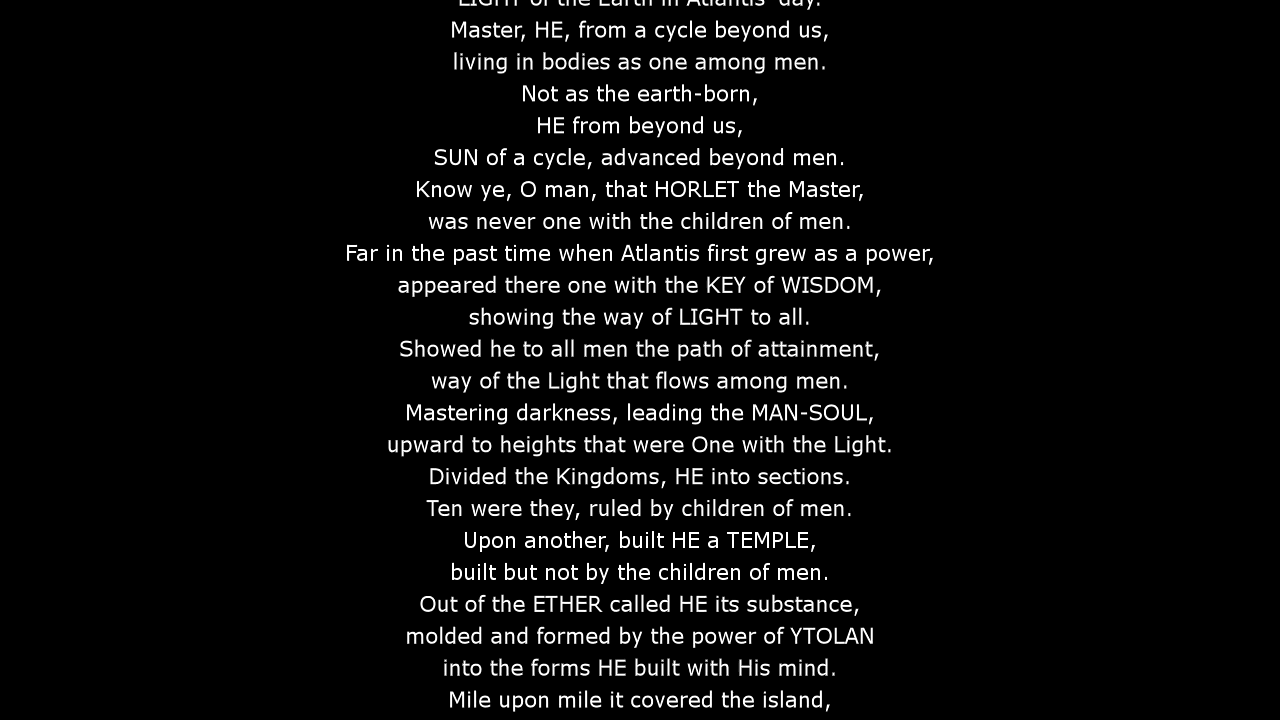 LIGHT of the Earth in Atlantis' day.
Master, HE, from a cycle beyond us,
living in bodies as one among men.
Not as the earth-born,
HE from beyond us,
SUN of a cycle, advanced beyond men.
Know ye, O man, that HORLET the Master,
was never one with the children of men.
Far in the past time when Atlantis first grew as a power,
appeared there one with the KEY of WISDOM,
showing the way of LIGHT to all.
Showed he to all men the path of attainment,
way of the Light that flows among men.
Mastering darkness, leading the MAN-SOUL,
upward to heights that were One with the Light.
Divided the Kingdoms, HE into sections.
Ten were they, ruled by children of men.
Upon another, built HE a TEMPLE,
built but not by the children of men.
Out of the ETHER called HE its substance,
molded and formed by the power of YTOLAN
into the forms HE built with His mind.
Mile upon mile it covered the island,